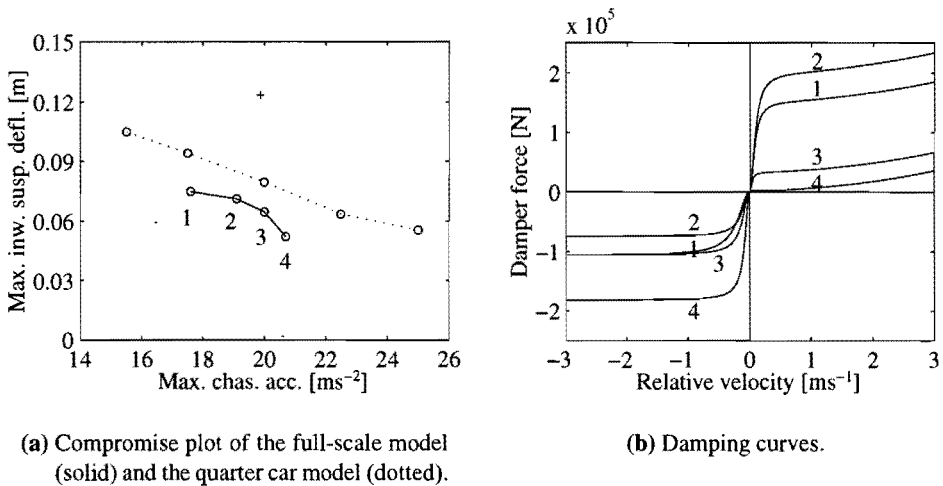 0.15
0.12
0.09
0.06
0.03
0
Max. inw. susp. defl. [m]
1
2
3
4
14 16 18 20 22 24 26
Max. chas. acc. [ms⁻²]
(a) Compromise plot of the full-scale model
(solid) and the quarter car model (dotted).
x 10⁵
2
1
0
−1
−2
Damper force [N]
2
1
3
4
2
1
3
4
−3 −2 −1 0 1 2 3
Relative velocity [ms⁻¹]
(b) Damping curves.